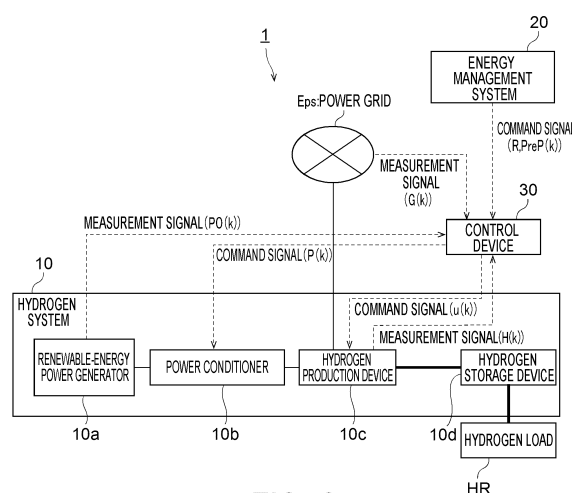 1
20
ENERGY
MANAGEMENT
SYSTEM
Eps:POWER GRID
COMMAND SIGNAL
(R,PreP(k))
MEASUREMENT
SIGNAL
(G(k))
30
CONTROL
DEVICE
MEASUREMENT SIGNAL(PO(k))
COMMAND SIGNAL(P(k))
10
HYDROGEN
SYSTEM
COMMAND SIGNAL(u(k))
MEASUREMENT SIGNAL(H(k))
RENEWABLE-ENERGY
POWER GENERATOR
POWER CONDITIONER
HYDROGEN
PRODUCTION DEVICE
HYDROGEN
STORAGE DEVICE
10a
10b
10c
10d
HYDROGEN LOAD
HR